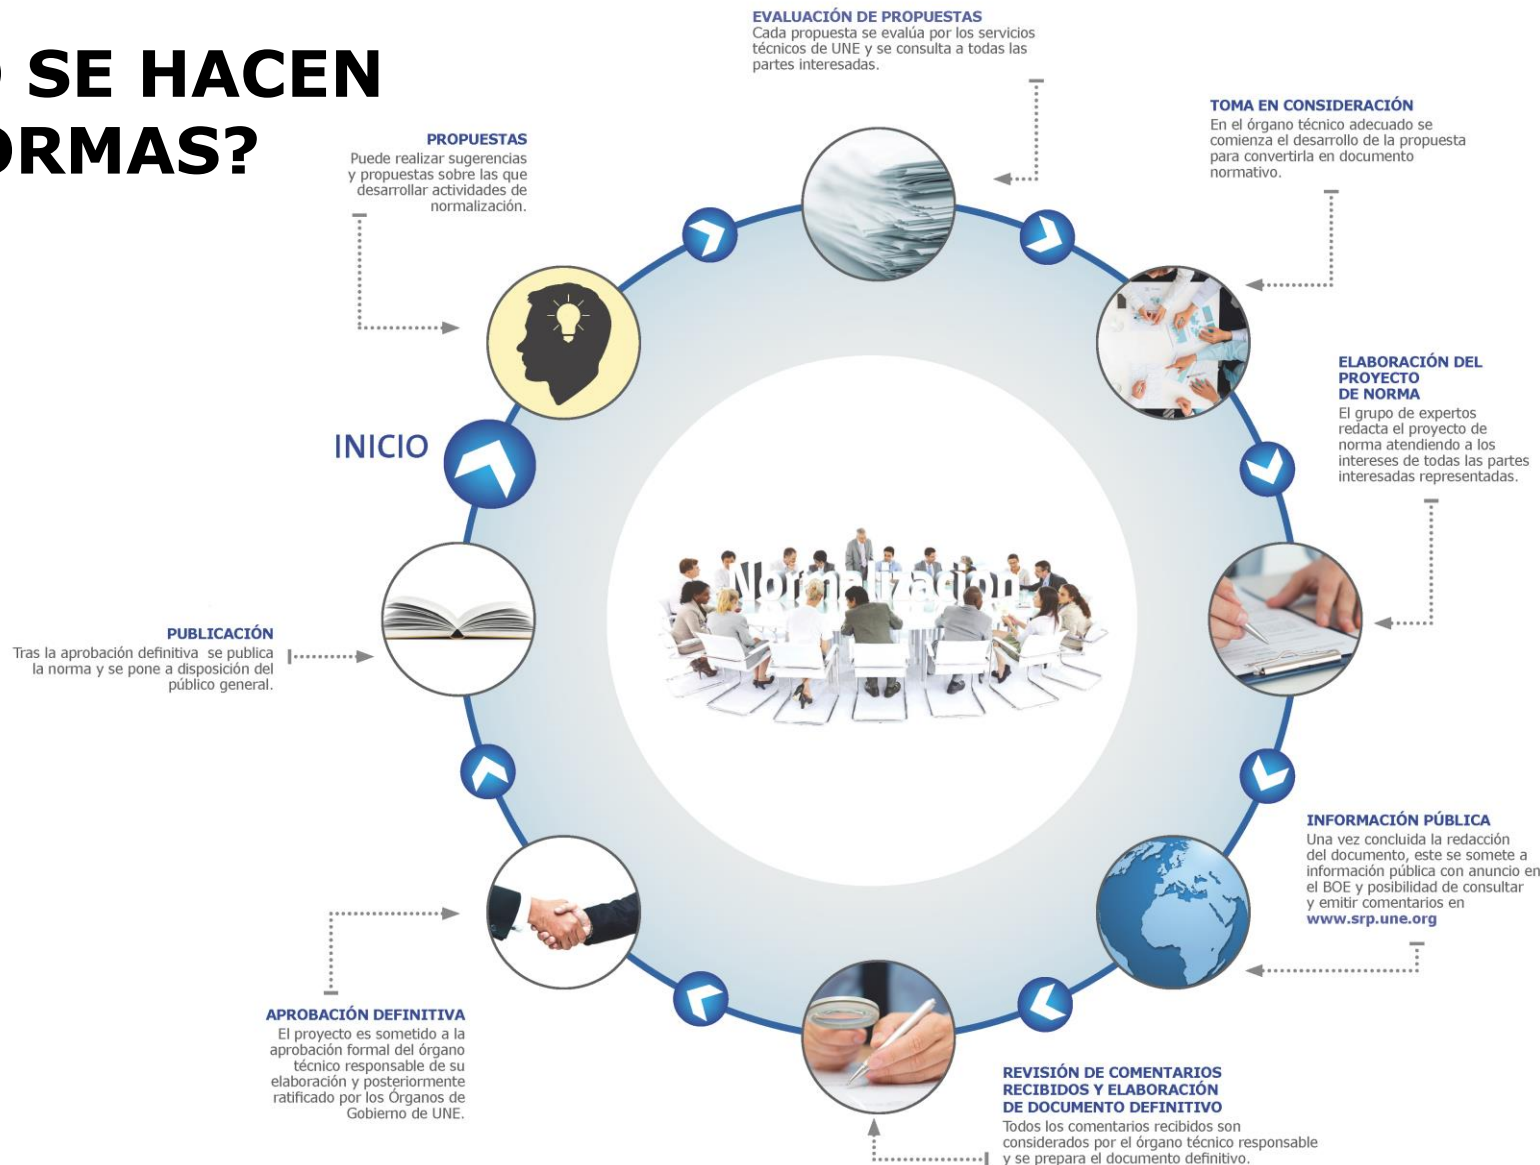 SE HACEN
ORMAS?
EVALUACIÓN DE PROPUESTAS
Cada propuesta se evalúa por los servicios
técnicos de UNE y se consulta a todas las
partes interesadas.
PROPUESTAS
Puede realizar sugerencias
y propuestas sobre las que
desarrollar actividades de
normalización.
TOMA EN CONSIDERACIÓN
En el órgano técnico adecuado se
comienza el desarrollo de la propuesta
para convertirla en documento
normativo.
ELABORACIÓN DEL
PROYECTO
DE NORMA
El grupo de expertos
redacta el proyecto de
norma atendiendo a los
intereses de todas las partes
interesadas representadas.
INICIO
Normalización
PUBLICACIÓN
Tras la aprobación definitiva se publica
la norma y se pone a disposición del
público general.
INFORMACIÓN PÚBLICA
Una vez concluida la redacción
del documento, este se somete a
información pública con anuncio en
el BOE y posibilidad de consultar
y emitir comentarios en
www.srp.une.org
APROBACIÓN DEFINITIVA
El proyecto es sometido a la
aprobación formal del órgano
técnico responsable de su
elaboración y posteriormente
ratificado por los Órganos de
Gobierno de UNE.
REVISIÓN DE COMENTARIOS
RECIBIDOS Y ELABORACIÓN
DE DOCUMENTO DEFINITIVO
Todos los comentarios recibidos son
considerados por el órgano técnico responsable
y se prepara el documento definitivo.